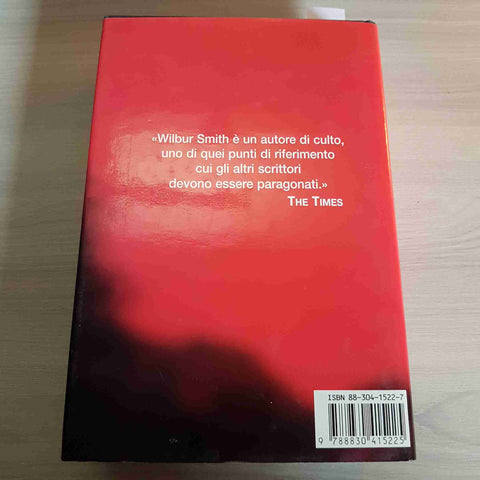 «Wilbur Smith è un autore di culto,
uno di quei punti di riferimento
cui gli altri scrittori
devono essere paragonati.»
THE TIMES
ISBN 88-304-1522-7
9 788830 415225